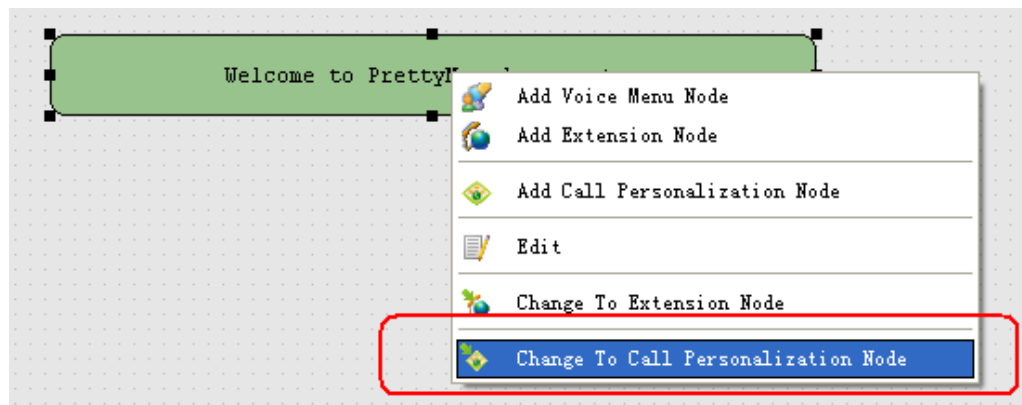 Welcome to
Add Voice Menu Node
Add Extension Node
Add Call Personalization Node
Edit
Change To Extension Node
Change To Call Personalization Node